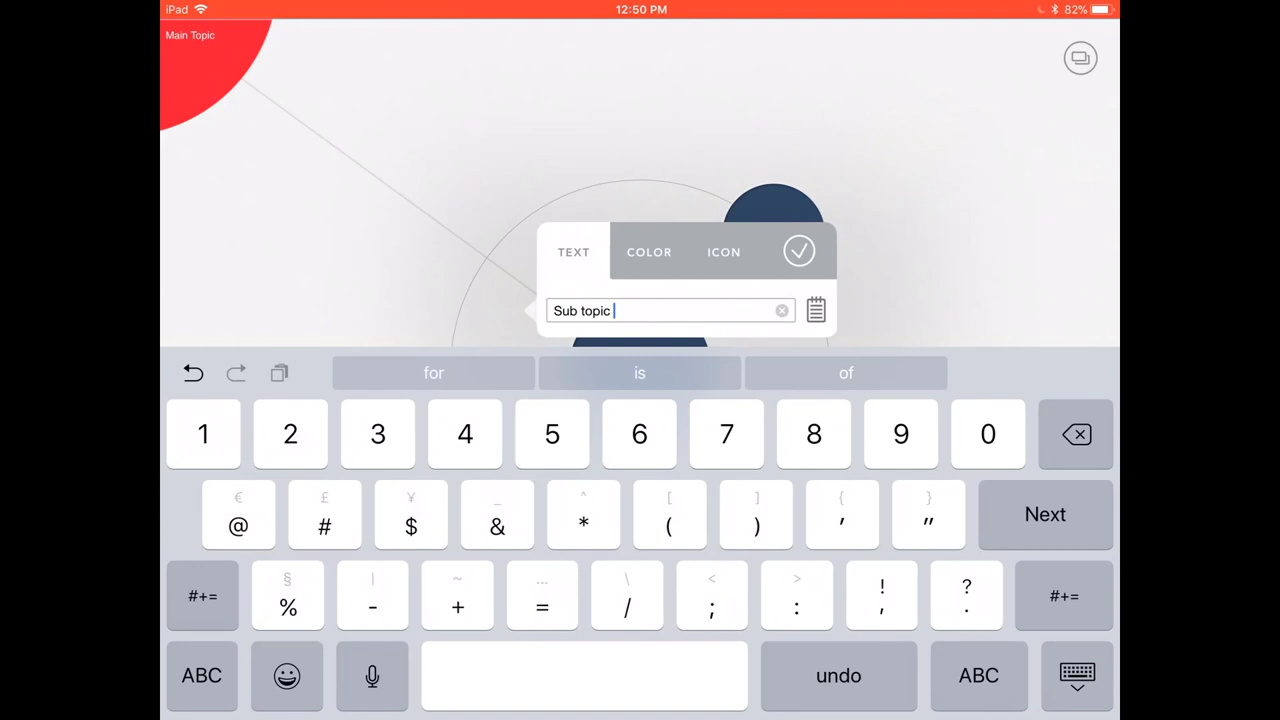 iPad 12:50 PM 82%
Main Topic
TEXT COLOR ICON
Sub topic
for is of
1 2 3 4 5 6 7 8 9 0
€ £ ¥ _ ^ [ ] { }
@ # $ & * ( ) ' " Next
§ | ~ … \ < > ! ?
#+= % - + = / ; : , . #+=
ABC undo ABC